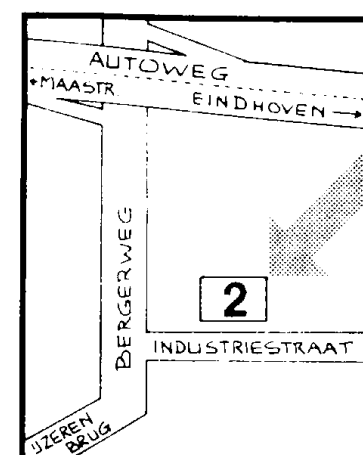 AUTOWEG
←MAASTR.
EINDHOVEN →
BERGERWEG
2
INDUSTRIESTRAAT
IJZEREN
BRUG